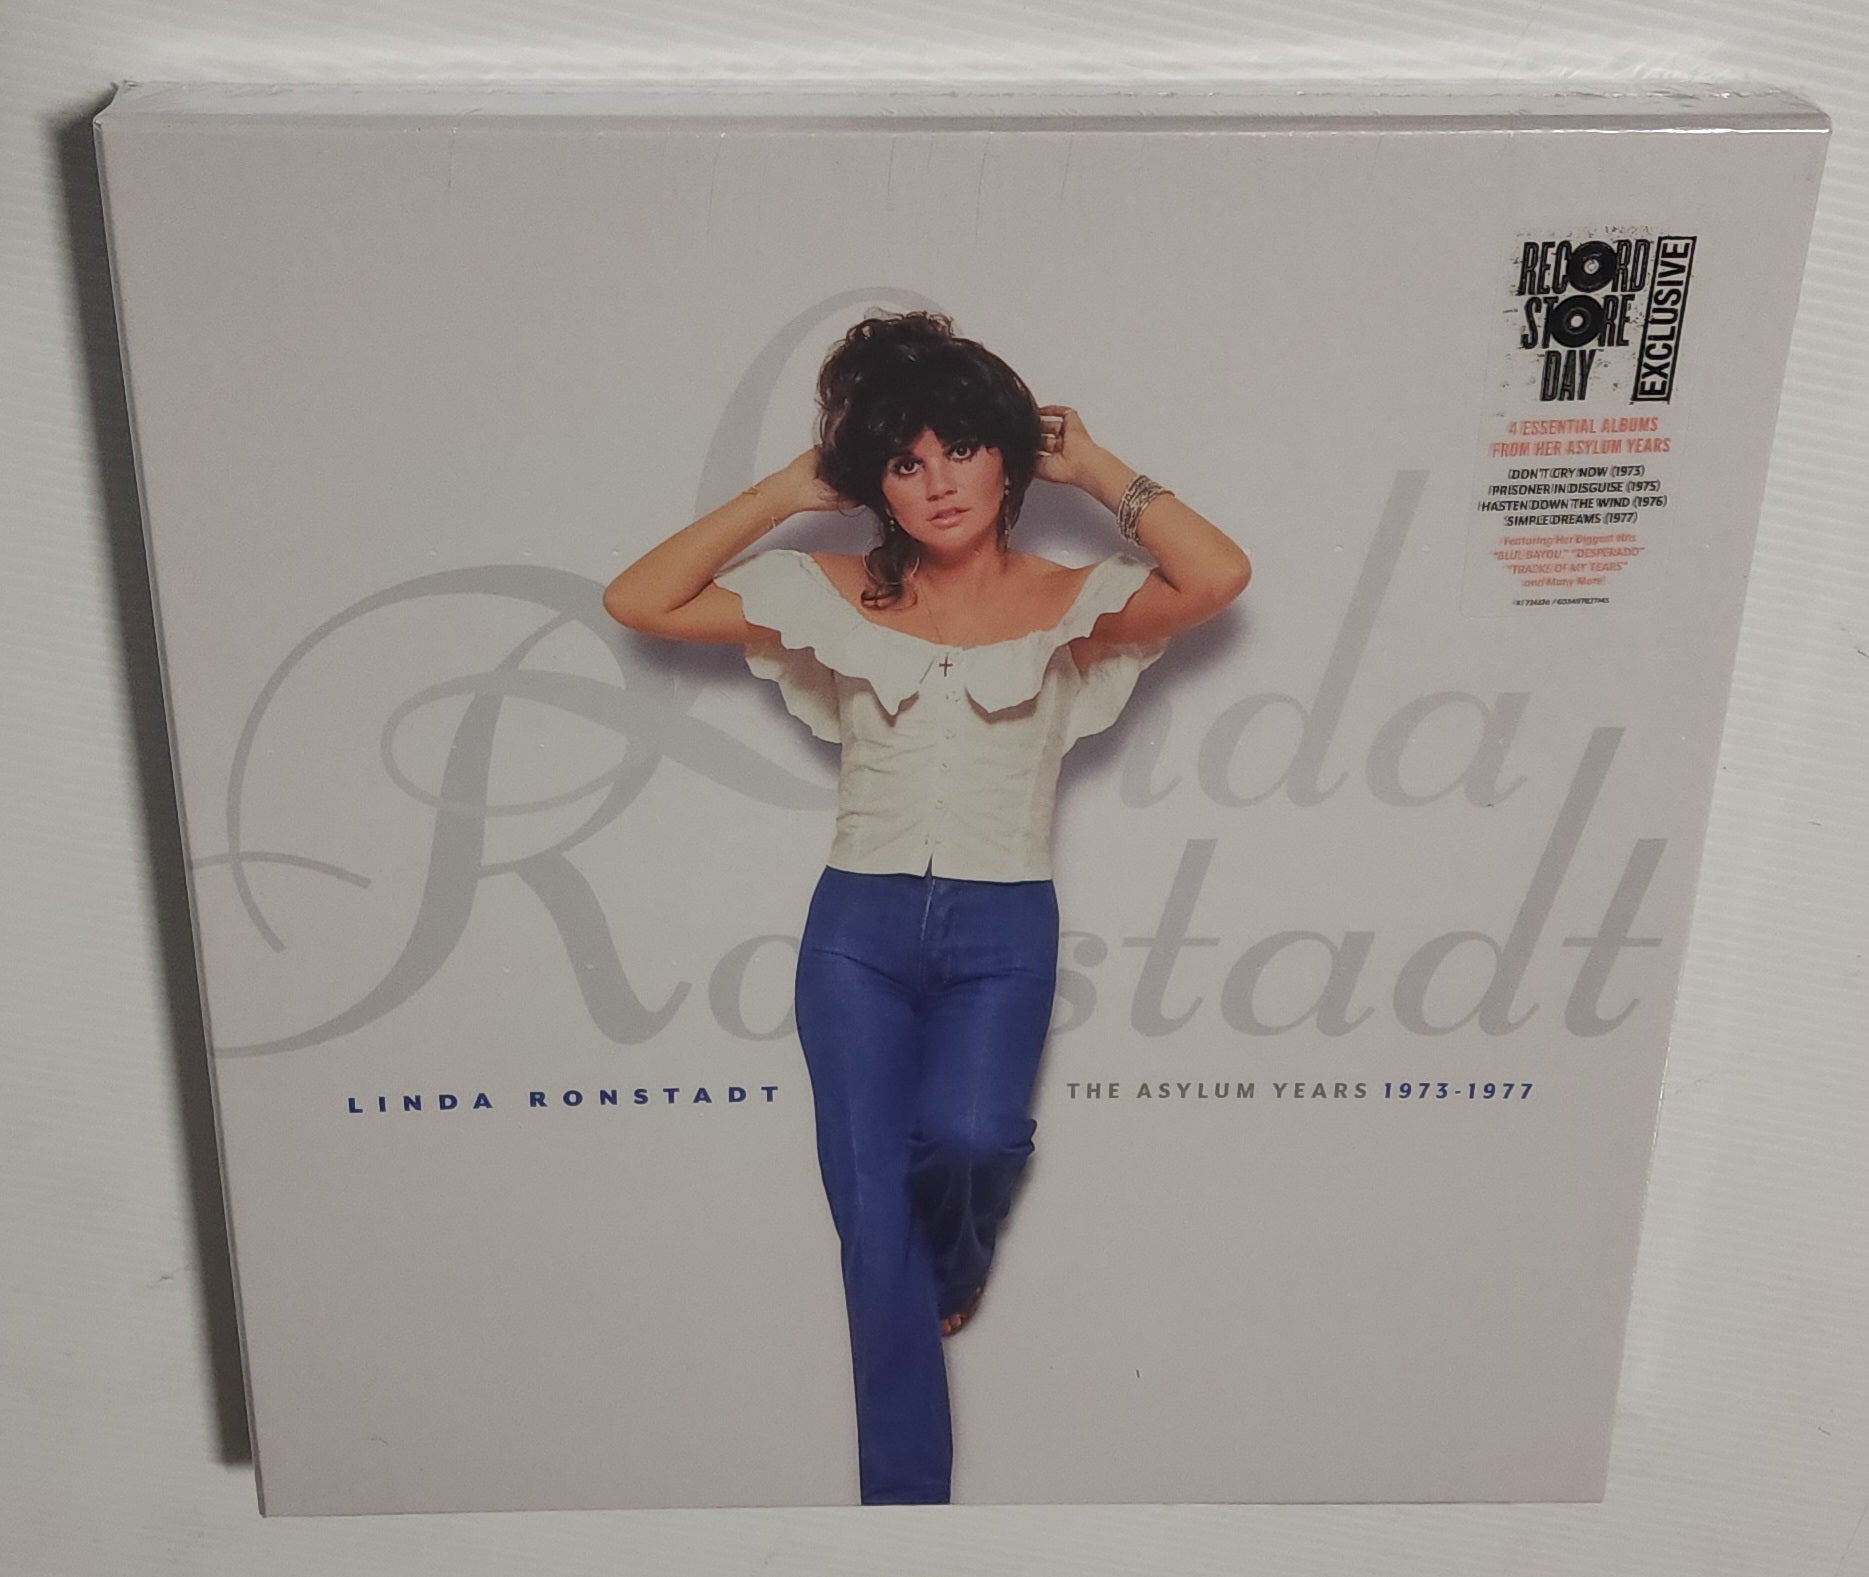 RECORD
STORE
DAY
EXCLUSIVE
4 ESSENTIAL ALBUMS
FROM HER ASYLUM YEARS
DON'T CRY NOW (1973)
PRISONER IN DISGUISE (1975)
HASTEN DOWN THE WIND (1976)
SIMPLE DREAMS (1977)
Featuring Her Biggest Hits
"BLUE BAYOU," "DESPERADO"
"TRACKS OF MY TEARS"
and Many More!
Linda
Ronstadt
LINDA RONSTADT THE ASYLUM YEARS 1973-1977